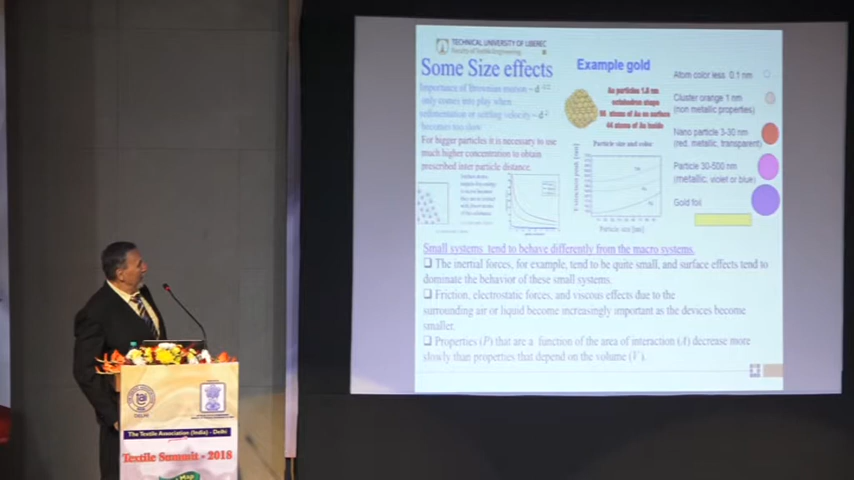 TECHNICAL UNIVERSITY OF LIBEREC
Faculty of Textile Engineering
Some Size effects
Importance of Brownian motion ~
only comes into play when
sedimentation or settling velocity ~
becomes too slow
For bigger particles it is necessary to use
much higher concentration to obtain
prescribed inter particle distance.
Example gold
Au particles 1.8 nm
octahedron shape
of Au on surface
44 atoms of Au inside
Particle size and color
Particle size [nm]
Atom color less 0.1 nm
Cluster orange 1 nm
(non metallic properties)
Nano particle 3-30 nm
(red, metallic, transparent)
Particle 30-500 nm
(metallic, violet or blue)
Gold foil
Small systems tend to behave differently from the macro systems.
❑ The inertial forces, for example, tend to be quite small, and surface effects tend to
dominate the behavior of these small systems.
❑ Friction, electrostatic forces, and viscous effects due to the
surrounding air or liquid become increasingly important as the devices become
smaller.
❑ Properties (P) that are a function of the area of interaction (A) decrease more
slowly than properties that depend on the volume (V).
DELHI
The Textile Association (India) - Delhi
Textile Summit - 2018
Map